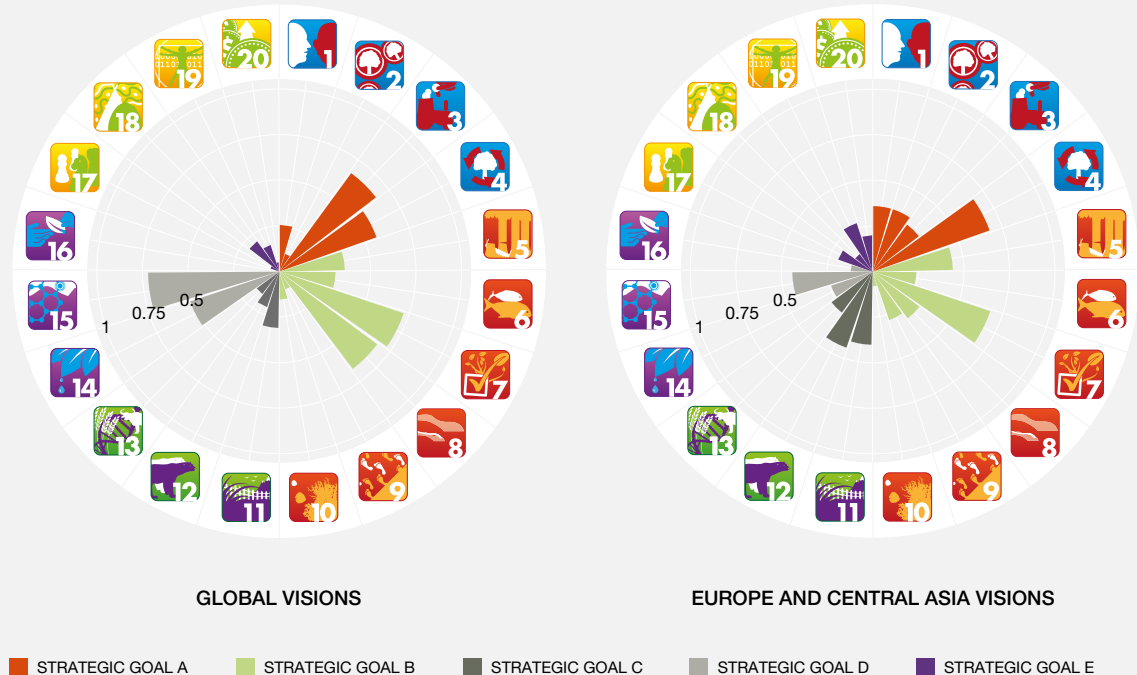 20 1 2 3 4 5 6 7 8 9 10 11 12 13 14 15 16 17 18 19
0.5
0.75
1
GLOBAL VISIONS
20 1 2 3 4 5 6 7 8 9 10 11 12 13 14 15 16 17 18 19
0.5
0.75
1
EUROPE AND CENTRAL ASIA VISIONS
STRATEGIC GOAL A STRATEGIC GOAL B STRATEGIC GOAL C STRATEGIC GOAL D STRATEGIC GOAL E